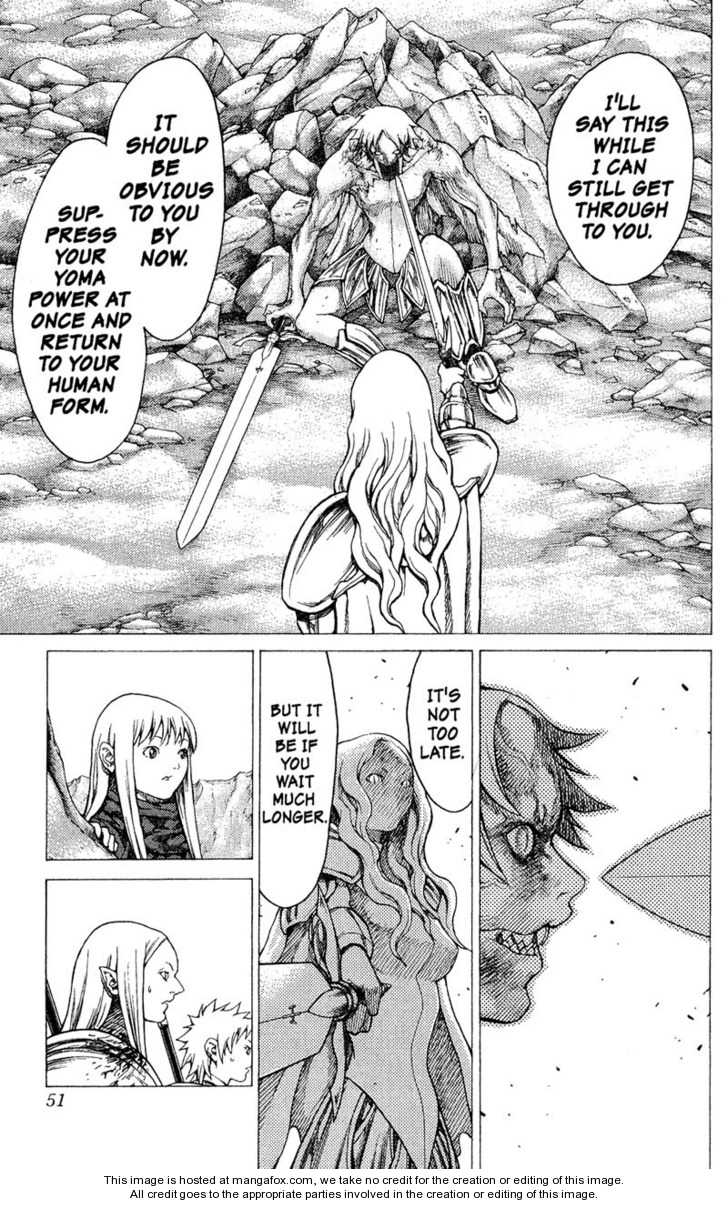 I'LL
SAY THIS
WHILE
I CAN
STILL GET
THROUGH
TO YOU.
IT
SHOULD
BE
OBVIOUS
TO YOU
BY
NOW.
SUP-
PRESS
YOUR
YOMA
POWER AT
ONCE AND
RETURN
TO YOUR
HUMAN
FORM.
IT'S
NOT
TOO
LATE.
BUT IT
WILL
BE IF
YOU
WAIT
MUCH
LONGER.
51
This image is hosted at mangafox.com, we take no credit for the creation or editing of this image.
All credit goes to the appropriate parties involved in the creation or editing of this image.